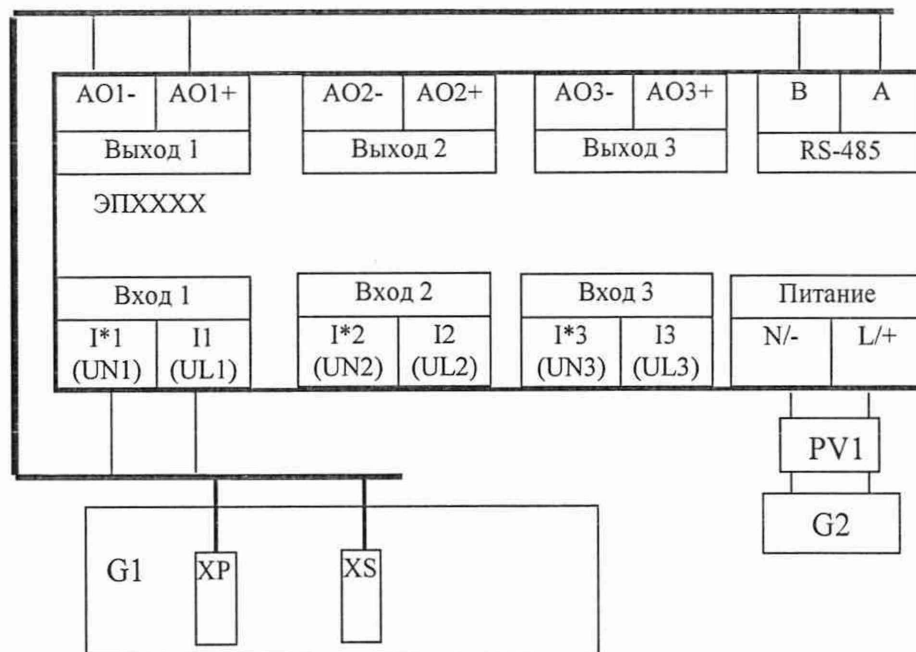 AO1- AO1+ AO2- AO2+ AO3- AO3+ B A
Выход 1 Выход 2 Выход 3 RS-485
ЭПХХХХ
Вход 1 Вход 2 Вход 3 Питание
I*1 I1 I*2 I2 I*3 I3 N/- L/+
(UN1) (UL1) (UN2) (UL2) (UN3) (UL3)
PV1
G2
G1 XP XS